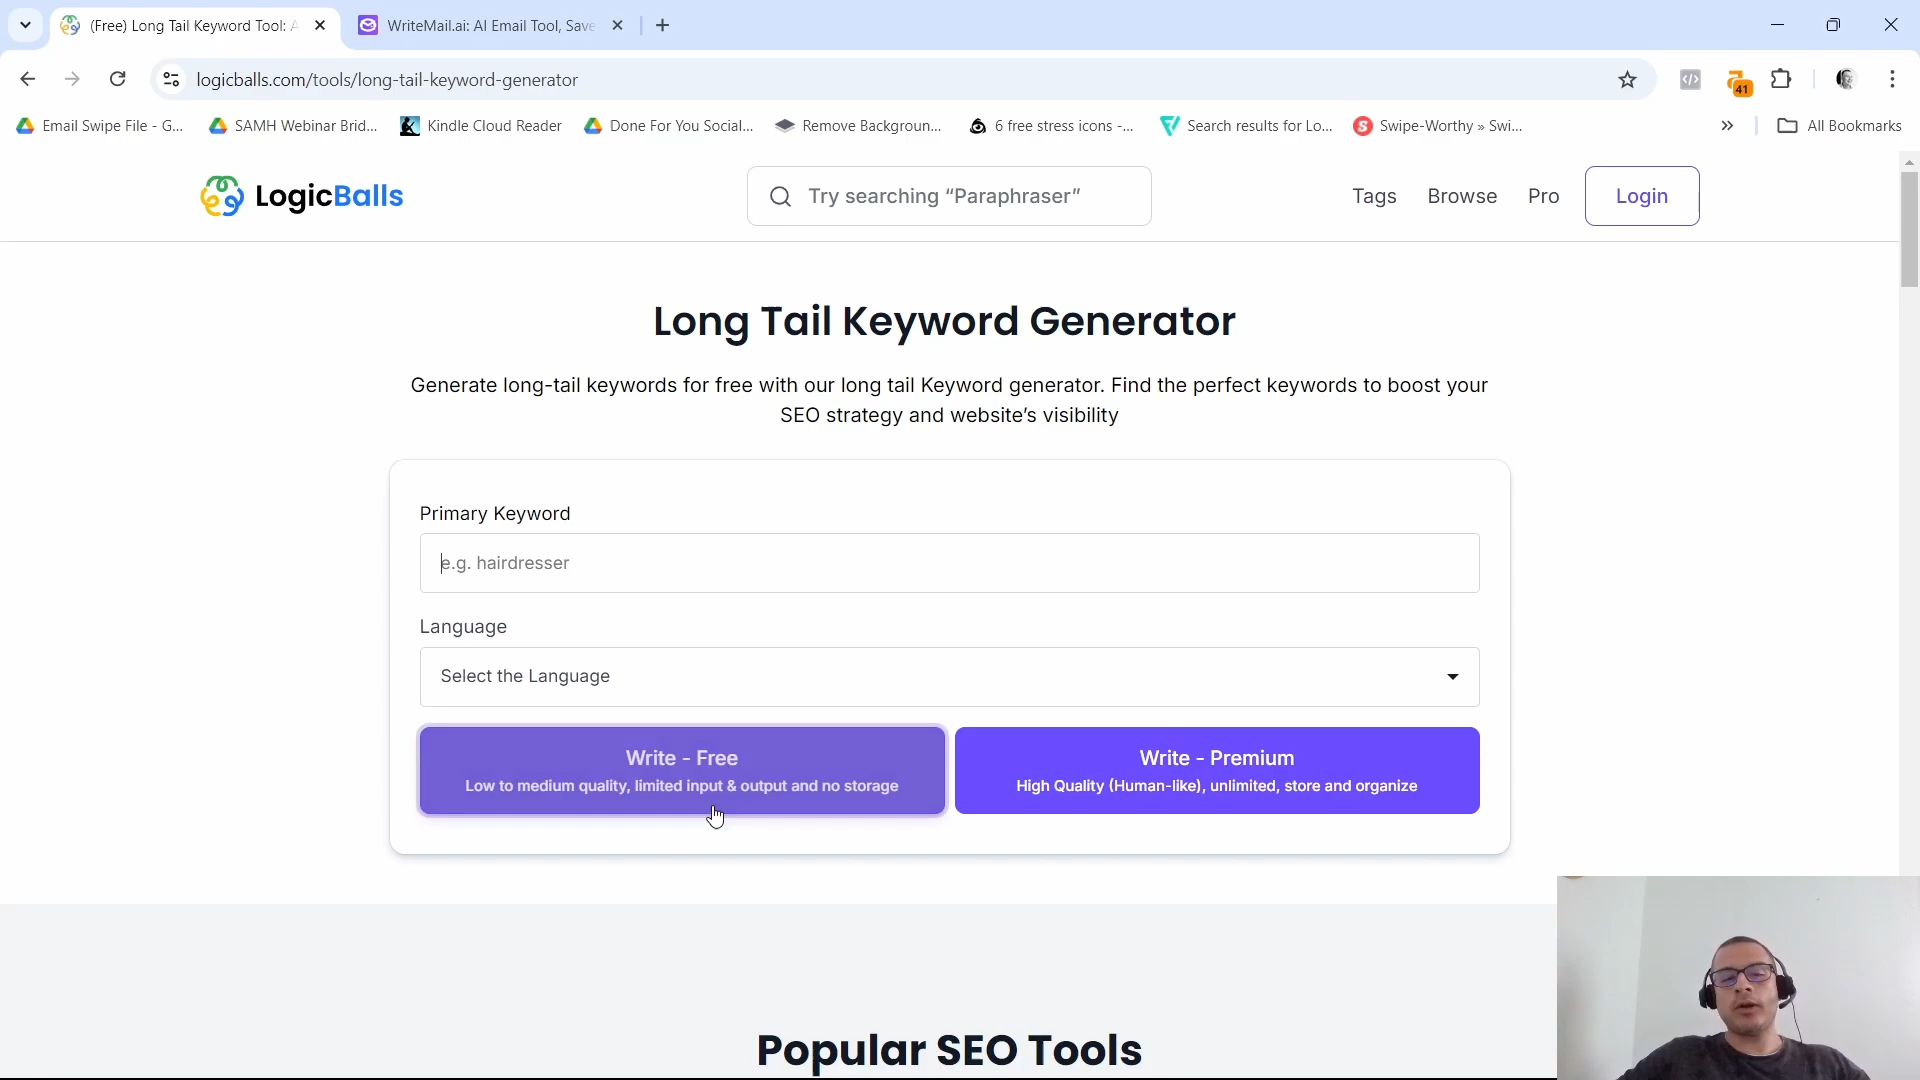 (Free) Long Tail Keyword Tool: A
WriteMail.ai: AI Email Tool, Save
logicballs.com/tools/long-tail-keyword-generator
41
Email Swipe File - G...
SAMH Webinar Brid...
Kindle Cloud Reader
Done For You Social...
Remove Backgroun...
6 free stress icons -...
Search results for Lo...
S
Swipe-Worthy » Swi...
All Bookmarks
LogicBalls
Try searching “Paraphraser”
Tags
Browse
Pro
Login
Long Tail Keyword Generator
Generate long-tail keywords for free with our long tail Keyword generator. Find the perfect keywords to boost your
SEO strategy and website’s visibility
Primary Keyword
e.g. hairdresser
Language
Select the Language
Write - Free
Low to medium quality, limited input & output and no storage
Write - Premium
High Quality (Human-like), unlimited, store and organize
Popular SEO Tools